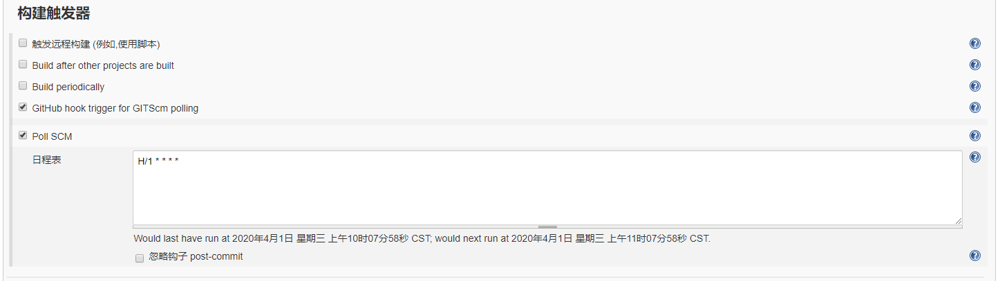 构建触发器
触发远程构建 (例如,使用脚本)
Build after other projects are built
Build periodically
GitHub hook trigger for GITScm polling
Poll SCM
日程表
H/1 * * * *
Would last have run at 2020年4月1日 星期三 上午10时07分58秒 CST; would next run at 2020年4月1日 星期三 上午11时07分58秒 CST.
忽略钩子 post-commit